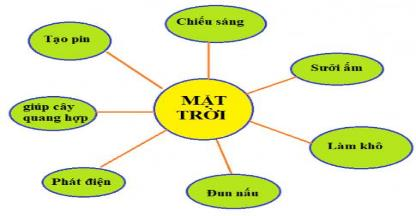 Chiếu sáng
Tạo pin
Sưởi ấm
MẶT
TRỜI
giúp cây
quang hợp
Làm khô
Phát điện
Đun nấu